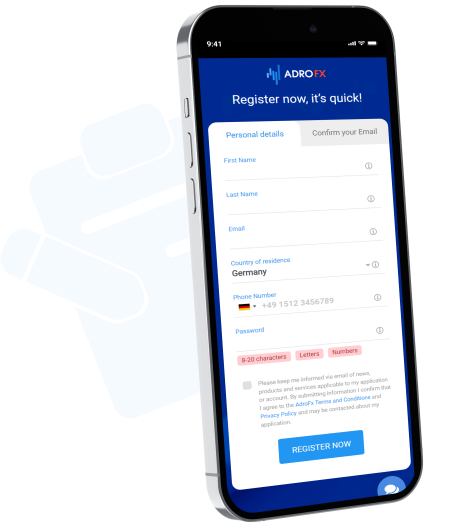 9:41
ADROFX
Register now, it's quick!
Personal details
Confirm your Email
First Name
Last Name
Email
Country of residence
Germany
Phone Number
+49 1512 3456789
Password
8-20 characters
Letters
Numbers
Please keep me informed via email of news,
products and services applicable to my application
or account. By submitting information I confirm that
I agree to the AdroFx Terms and Conditions and
Privacy Policy and may be contacted about my
application.
REGISTER NOW